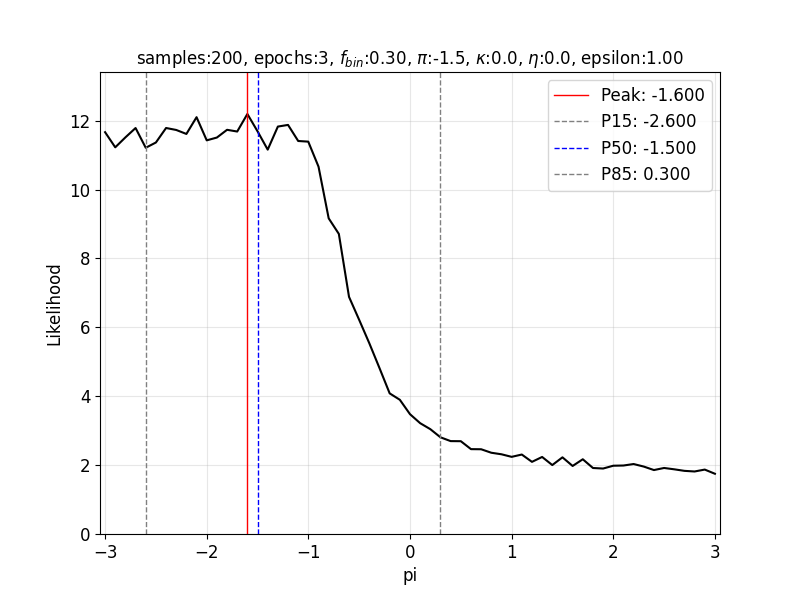 samples:200, epochs:3, f_bin:0.30, π:-1.5, κ:0.0, η:0.0, epsilon:1.00
Peak: -1.600
P15: -2.600
P50: -1.500
P85: 0.300
12
10
8
6
4
2
0
Likelihood
−3 −2 −1 0 1 2 3
pi